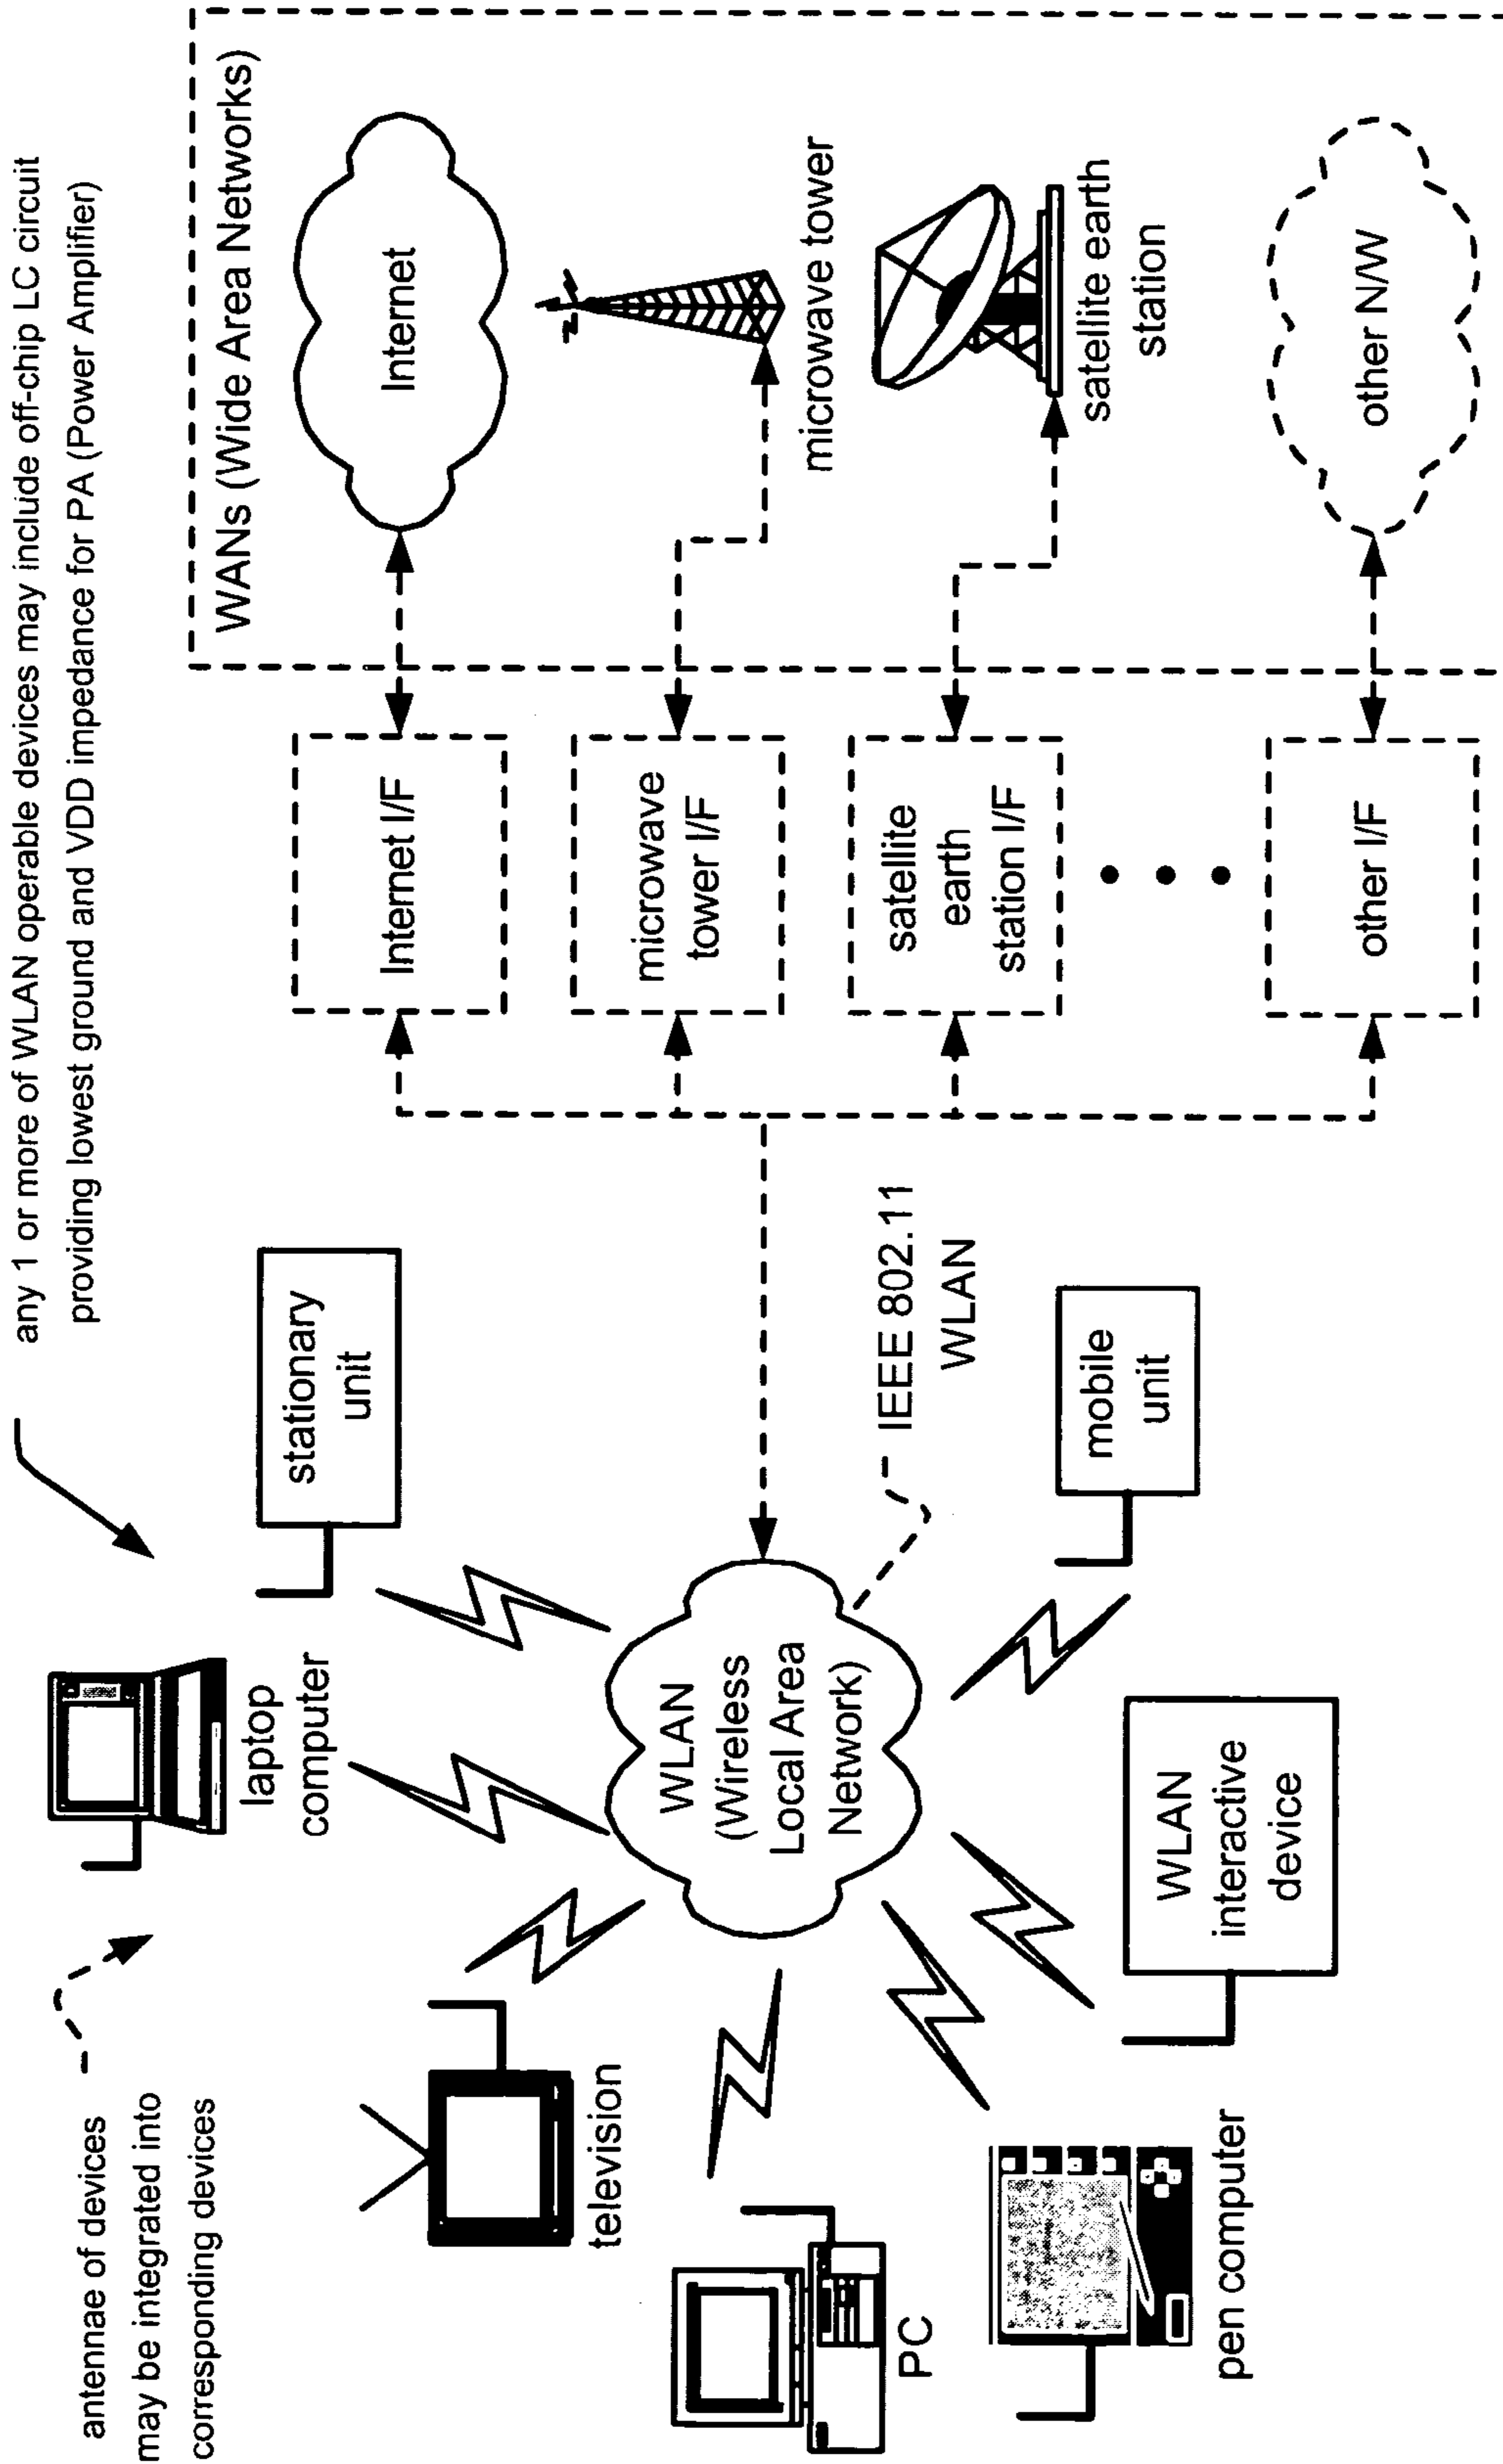 any 1 or more of WLAN operable devices may include off-chip LC circuit
providing lowest ground and VDD impedance for PA (Power Amplifier)
antennae of devices
may be integrated into
corresponding devices
laptop
computer
stationary
unit
television
PC
pen computer
WLAN
interactive
device
mobile
unit
WLAN
(Wireless
Local Area
Network)
IEEE 802.11
WLAN
Internet I/F
microwave
tower I/F
satellite
earth
station I/F
other I/F
WANs (Wide Area Networks)
Internet
microwave tower
satellite earth
station
other N/W